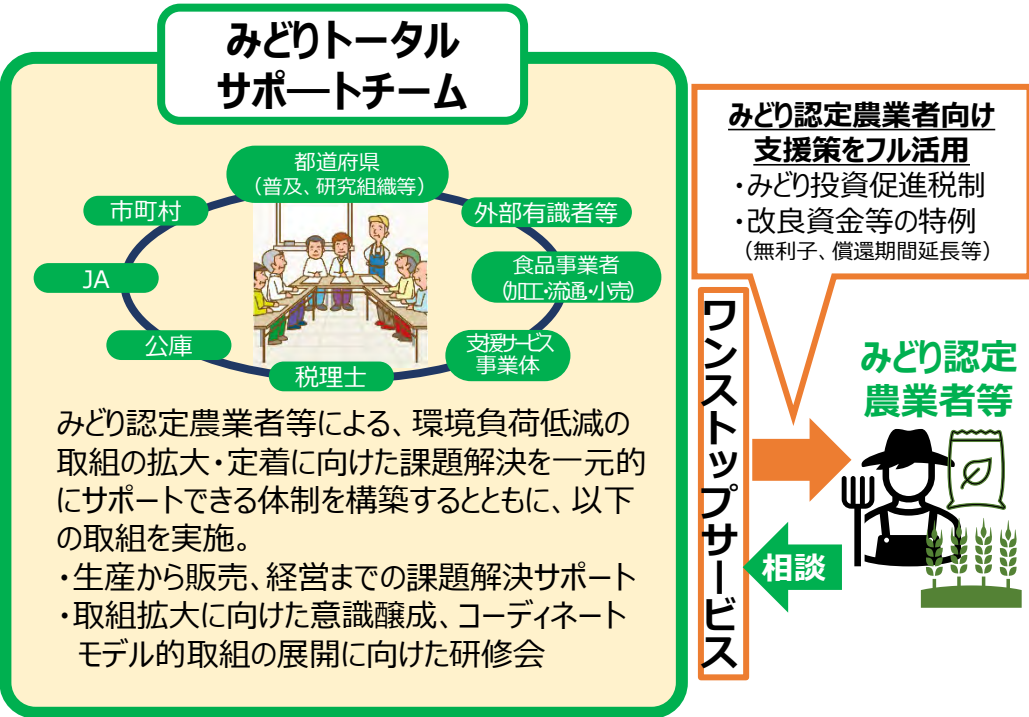 みどりトータル
サポートチーム
都道府県
(普及、研究組織等)
市町村
外部有識者等
JA
食品事業者
(加工・流通・小売)
公庫
支援サービス
事業体
税理士
みどり認定農業者等による、環境負荷低減の
取組の拡大・定着に向けた課題解決を一元的
にサポートできる体制を構築するとともに、以下
の取組を実施。
・生産から販売、経営までの課題解決サポート
・取組拡大に向けた意識醸成、コーディネート
モデル的取組の展開に向けた研修会
みどり認定農業者向け
支援策をフル活用
・みどり投資促進税制
・改良資金等の特例
(無利子、償還期間延長等)
ワンストップサービス
みどり認定
農業者等
相談